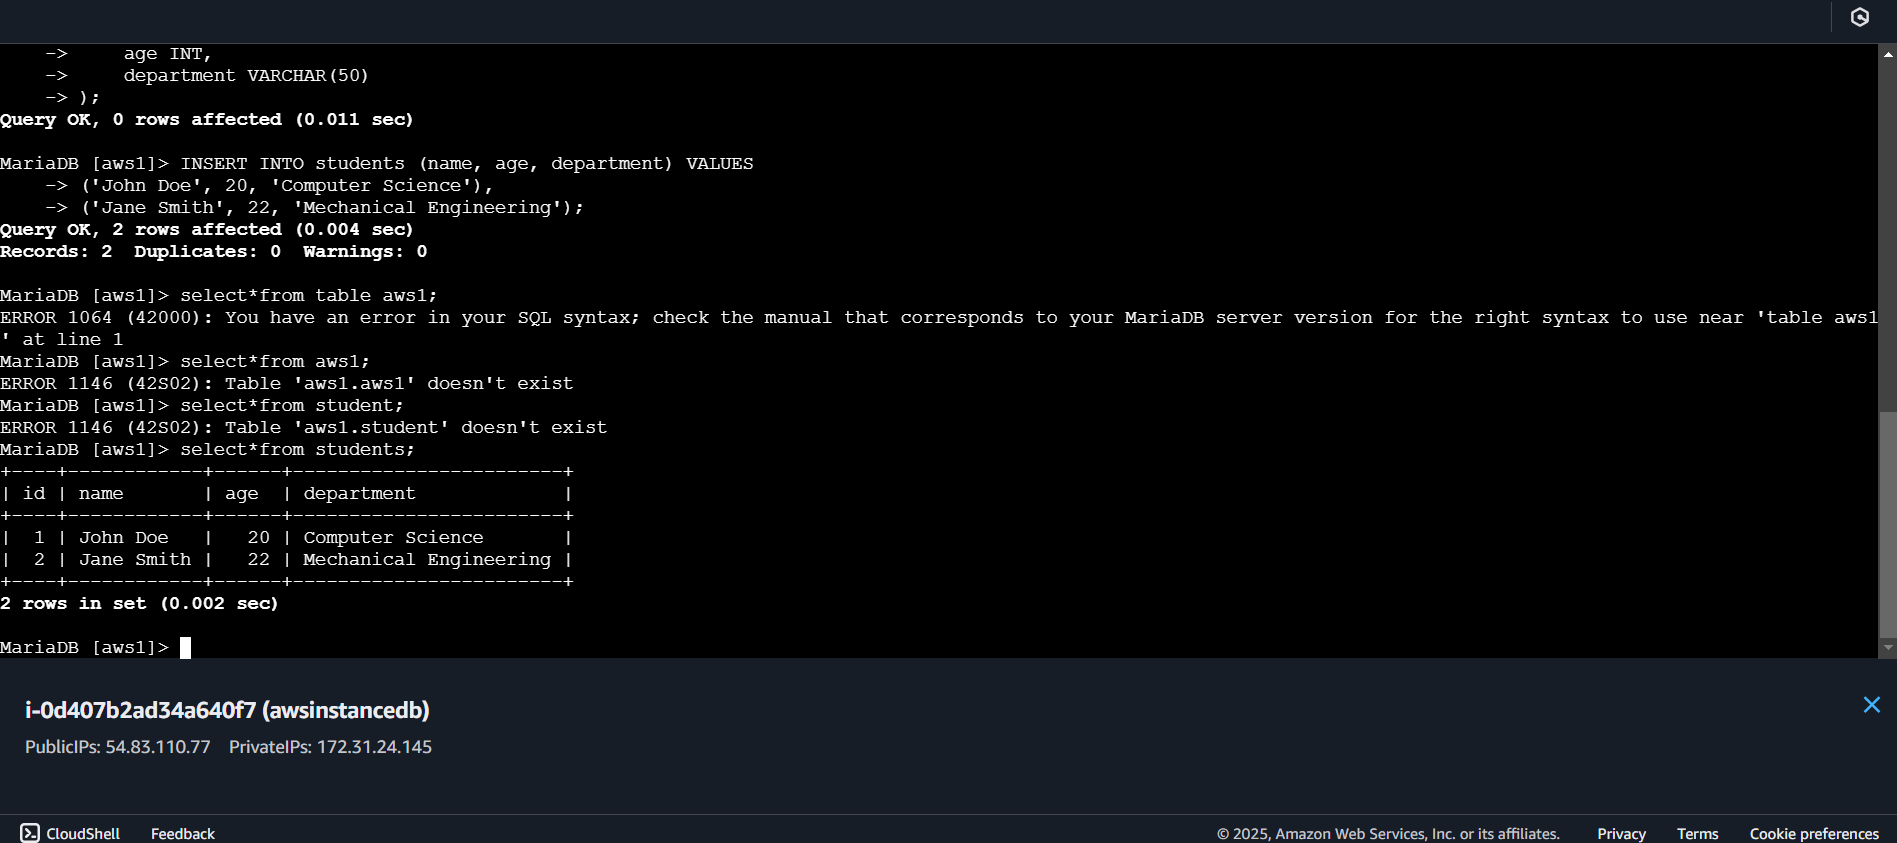 ->     age INT,
    ->     department VARCHAR(50)
    -> );
Query OK, 0 rows affected (0.011 sec)

MariaDB [aws1]> INSERT INTO students (name, age, department) VALUES
    -> ('John Doe', 20, 'Computer Science'),
    -> ('Jane Smith', 22, 'Mechanical Engineering');
Query OK, 2 rows affected (0.004 sec)
Records: 2  Duplicates: 0  Warnings: 0

MariaDB [aws1]> select*from table aws1;
ERROR 1064 (42000): You have an error in your SQL syntax; check the manual that corresponds to your MariaDB server version for the right syntax to use near 'table aws1
' at line 1
MariaDB [aws1]> select*from aws1;
ERROR 1146 (42S02): Table 'aws1.aws1' doesn't exist
MariaDB [aws1]> select*from student;
ERROR 1146 (42S02): Table 'aws1.student' doesn't exist
MariaDB [aws1]> select*from students;
+----+------------+------+------------------------+
| id | name       | age  | department             |
+----+------------+------+------------------------+
|  1 | John Doe   |   20 | Computer Science       |
|  2 | Jane Smith |   22 | Mechanical Engineering |
+----+------------+------+------------------------+
2 rows in set (0.002 sec)

MariaDB [aws1]>
i-0d407b2ad34a640f7 (awsinstancedb)
PublicIPs: 54.83.110.77    PrivateIPs: 172.31.24.145
CloudShell    Feedback    © 2025, Amazon Web Services, Inc. or its affiliates.    Privacy    Terms    Cookie preferences